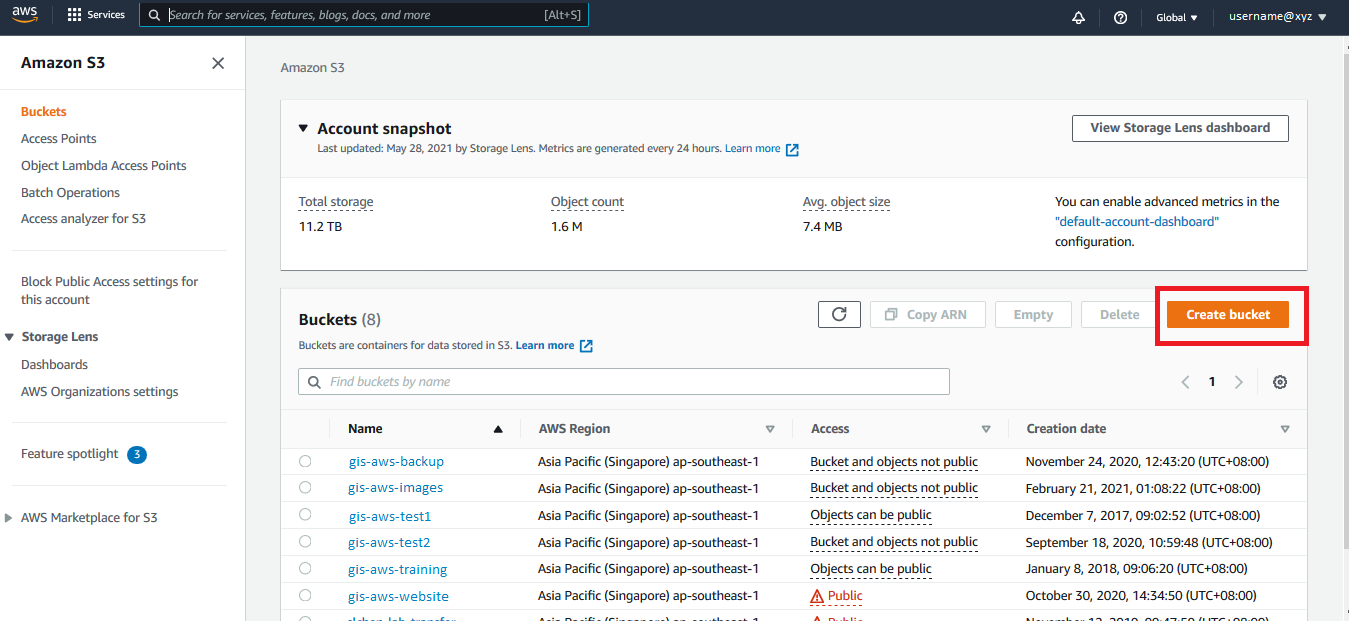 aws
Services
Search for services, features, blogs, docs, and more
[Alt+S]
Global
username@xyz
Amazon S3
Buckets
Access Points
Object Lambda Access Points
Batch Operations
Access analyzer for S3
Block Public Access settings for
this account
Storage Lens
Dashboards
AWS Organizations settings
Feature spotlight 3
AWS Marketplace for S3
Amazon S3
Account snapshot
Last updated: May 28, 2021 by Storage Lens. Metrics are generated every 24 hours. Learn more
View Storage Lens dashboard
Total storage
11.2 TB
Object count
1.6 M
Avg. object size
7.4 MB
You can enable advanced metrics in the
"default-account-dashboard"
configuration.
Buckets (8)
Buckets are containers for data stored in S3. Learn more
Copy ARN
Empty
Delete
Create bucket
Find buckets by name
1
Name AWS Region Access Creation date
gis-aws-backup Asia Pacific (Singapore) ap-southeast-1 Bucket and objects not public November 24, 2020, 12:43:20 (UTC+08:00)
gis-aws-images Asia Pacific (Singapore) ap-southeast-1 Bucket and objects not public February 21, 2021, 01:08:22 (UTC+08:00)
gis-aws-test1 Asia Pacific (Singapore) ap-southeast-1 Objects can be public December 7, 2017, 09:02:52 (UTC+08:00)
gis-aws-test2 Asia Pacific (Singapore) ap-southeast-1 Bucket and objects not public September 18, 2020, 10:59:48 (UTC+08:00)
gis-aws-training Asia Pacific (Singapore) ap-southeast-1 Objects can be public January 8, 2018, 09:06:20 (UTC+08:00)
gis-aws-website Asia Pacific (Singapore) ap-southeast-1 Public October 30, 2020, 14:34:50 (UTC+08:00)
Asia Pacific (Singapore) ap-southeast-1 Public